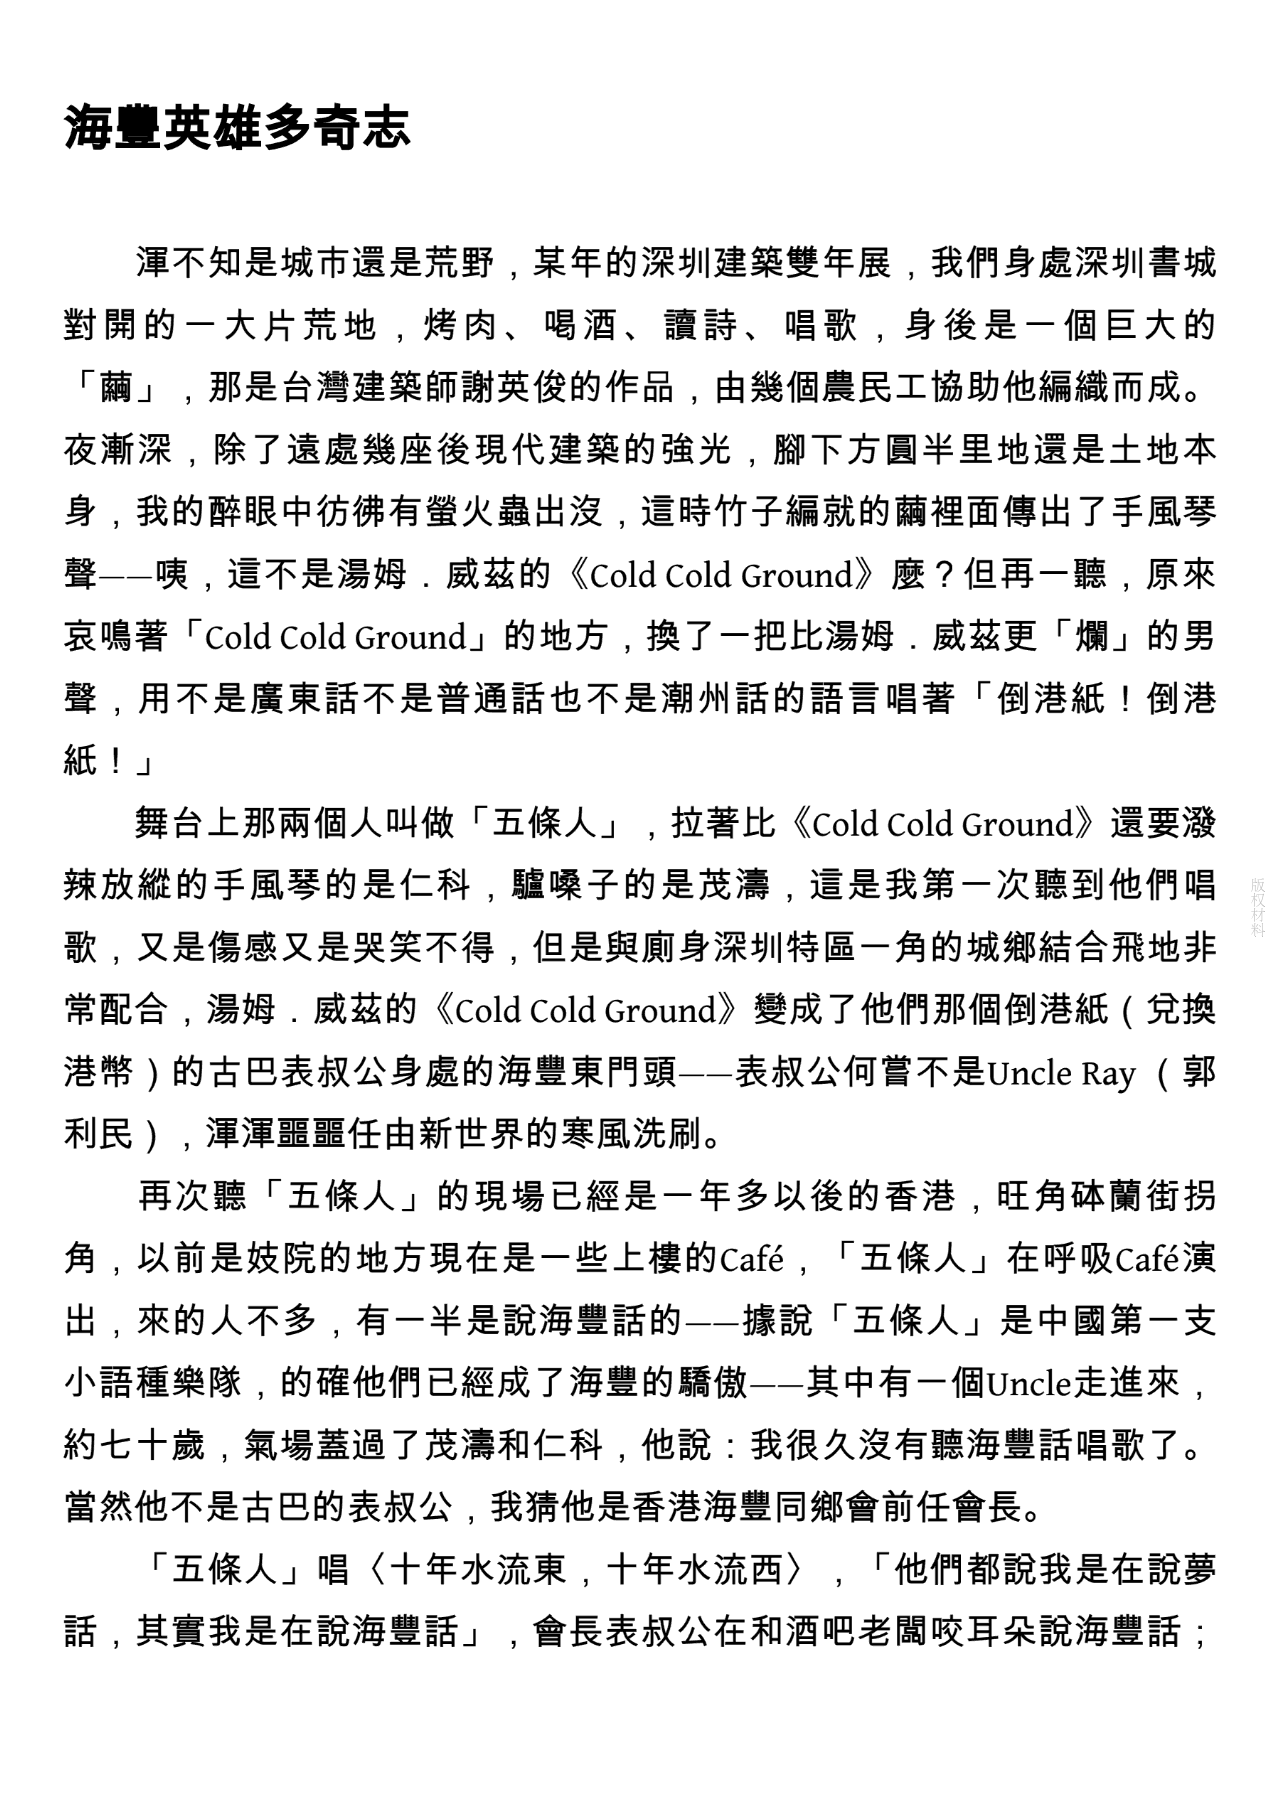 海豐英雄多奇志
渾不知是城市還是荒野，某年的深圳建築雙年展，我們身處深圳書城
對開的一大片荒地，烤肉、喝酒、讀詩、唱歌，身後是一個巨大的
「繭」，那是台灣建築師謝英俊的作品，由幾個農民工協助他編織而成。
夜漸深，除了遠處幾座後現代建築的強光，腳下方圓半里地還是土地本
身，我的醉眼中彷彿有螢火蟲出沒，這時竹子編就的繭裡面傳出了手風琴
聲——咦，這不是湯姆．威茲的《Cold Cold Ground》麼？但再一聽，原來
哀鳴著「Cold Cold Ground」的地方，換了一把比湯姆．威茲更「爛」的男
聲，用不是廣東話不是普通話也不是潮州話的語言唱著「倒港紙！倒港
紙！」
舞台上那兩個人叫做「五條人」，拉著比《Cold Cold Ground》還要潑
辣放縱的手風琴的是仁科，驢嗓子的是茂濤，這是我第一次聽到他們唱
歌，又是傷感又是哭笑不得，但是與廁身深圳特區一角的城鄉結合飛地非
常配合，湯姆．威茲的《Cold Cold Ground》變成了他們那個倒港紙（兌換
港幣）的古巴表叔公身處的海豐東門頭——表叔公何嘗不是Uncle Ray （郭
利民），渾渾噩噩任由新世界的寒風洗刷。
再次聽「五條人」的現場已經是一年多以後的香港，旺角砵蘭街拐
角，以前是妓院的地方現在是一些上樓的Café，「五條人」在呼吸Café演
出，來的人不多，有一半是說海豐話的——據說「五條人」是中國第一支
小語種樂隊，的確他們已經成了海豐的驕傲——其中有一個Uncle走進來，
約七十歲，氣場蓋過了茂濤和仁科，他說：我很久沒有聽海豐話唱歌了。
當然他不是古巴的表叔公，我猜他是香港海豐同鄉會前任會長。
「五條人」唱〈十年水流東，十年水流西〉，「他們都說我是在說夢
話，其實我是在說海豐話」，會長表叔公在和酒吧老闆咬耳朵說海豐話；
版权材料